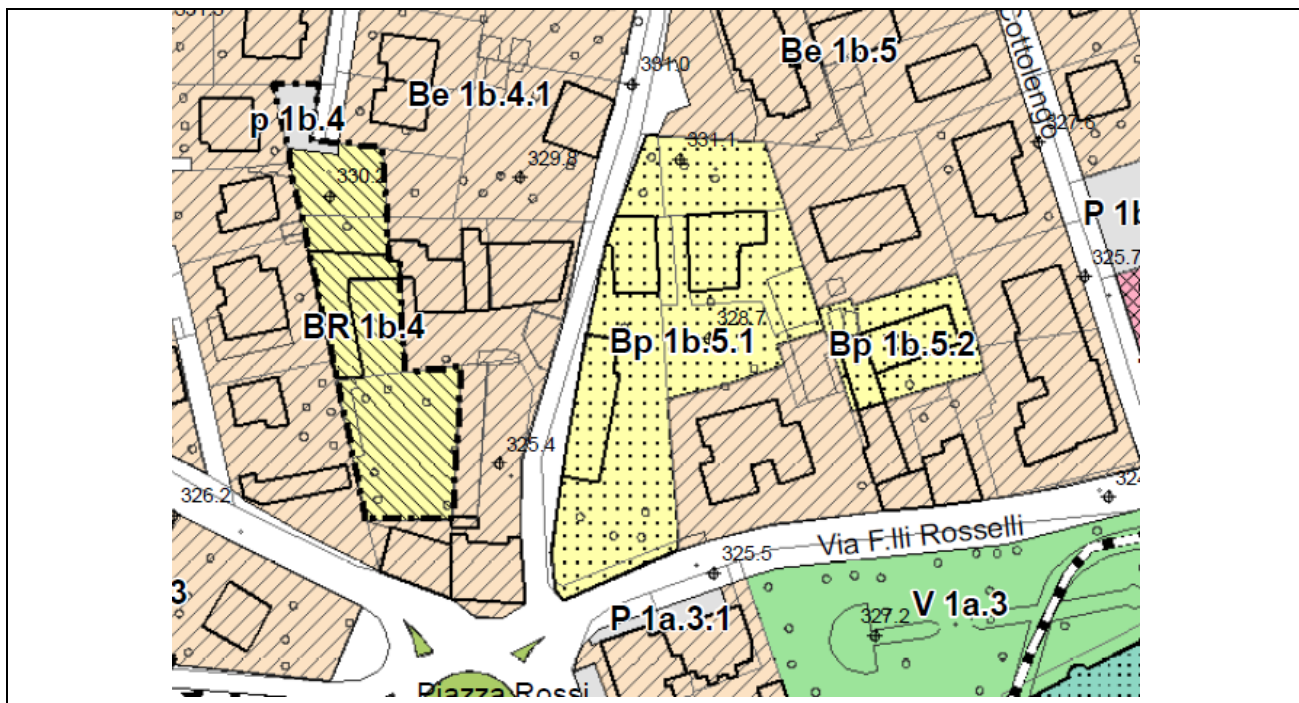 Be 1b.5
Cottolengo
331.0
Be 1b.4.1
p 1b.4
327.6
331.1
329.8
330.2
P 1b
325.7
328.7
BR 1b.4
Bp 1b.5.1
Bp 1b.5.2
325.4
326.2
Via F.lli Rosselli
325.5
3
V 1a.3
P 1a.3.1
327.2
Piazza Rossi